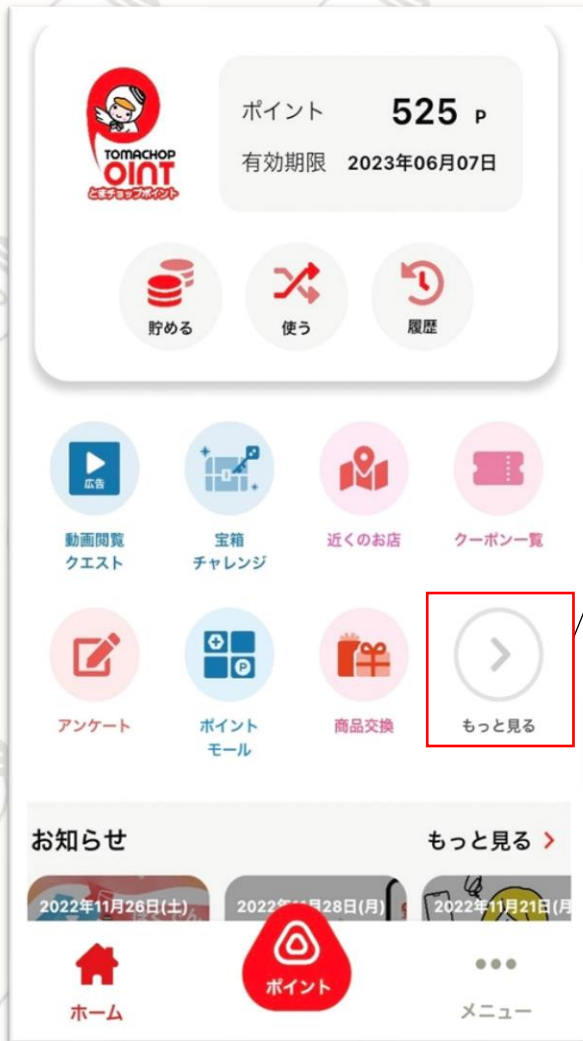 TOMACHOP
OINT
とまチョップポイント
ポイント 525 P
有効期限 2023年06月07日
貯める
使う
履歴
広告
動画閲覧
クエスト
宝箱
チャレンジ
近くのお店
クーポン一覧
アンケート
ポイント
モール
商品交換
もっと見る
お知らせ
もっと見る
2022年11月26日(土)
月28日(月)
2022年11月21日(月
ポイント
ホーム
メニュー